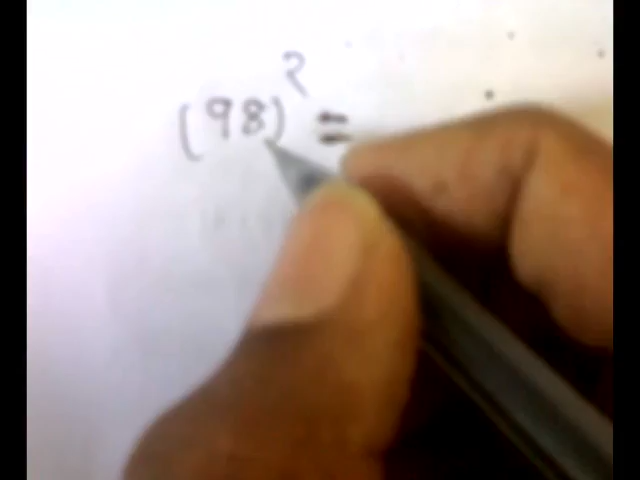 (98)² =